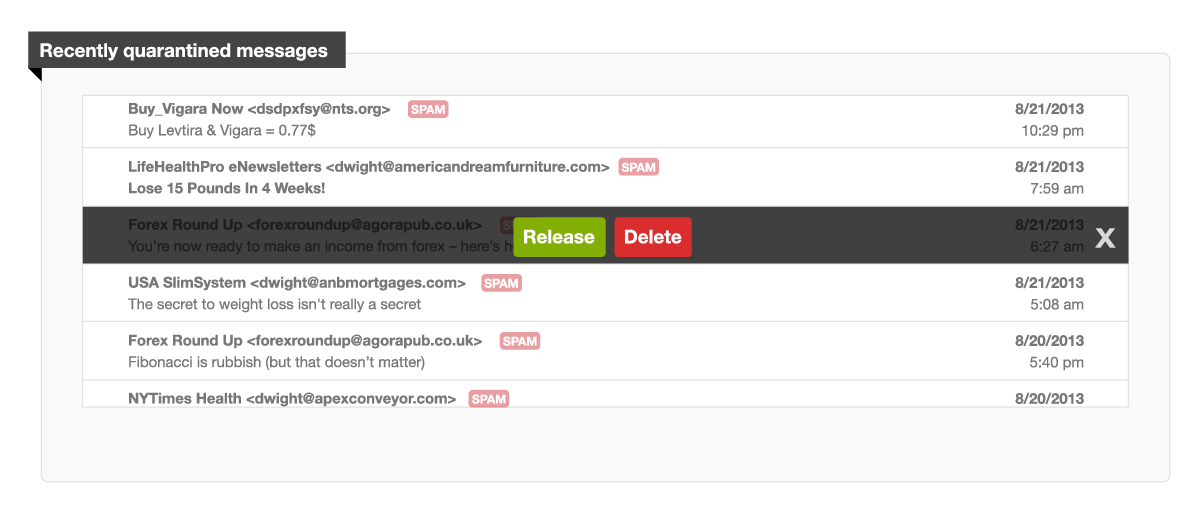 Recently quarantined messages
Buy_Vigara Now <dsdpxfsy@nts.org> SPAM 8/21/2013
Buy Levtira & Vigara = 0.77$ 10:29 pm
LifeHealthPro eNewsletters <dwight@americandreamfurniture.com> SPAM 8/21/2013
Lose 15 Pounds In 4 Weeks! 7:59 am
Forex Round Up <forexroundup@agorapub.co.uk> 8/21/2013
Release Delete X
You're now ready to make an income from forex – here's 6:27 am
USA SlimSystem <dwight@anbmortgages.com> SPAM 8/21/2013
The secret to weight loss isn't really a secret 5:08 am
Forex Round Up <forexroundup@agorapub.co.uk> SPAM 8/20/2013
Fibonacci is rubbish (but that doesn’t matter) 5:40 pm
NYTimes Health <dwight@apexconveyor.com> SPAM 8/20/2013